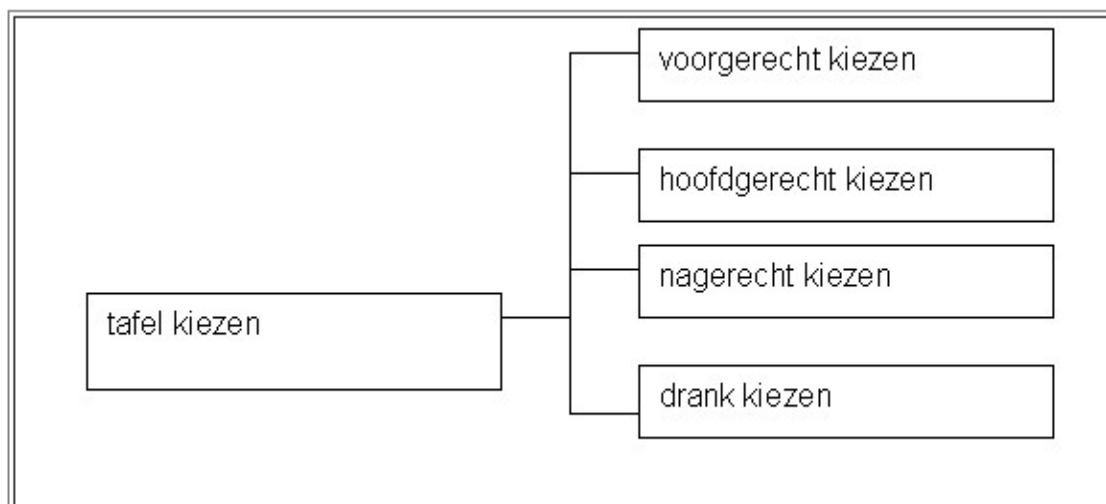 voorgerecht kiezen
hoofdgerecht kiezen
nagerecht kiezen
tafel kiezen
drank kiezen